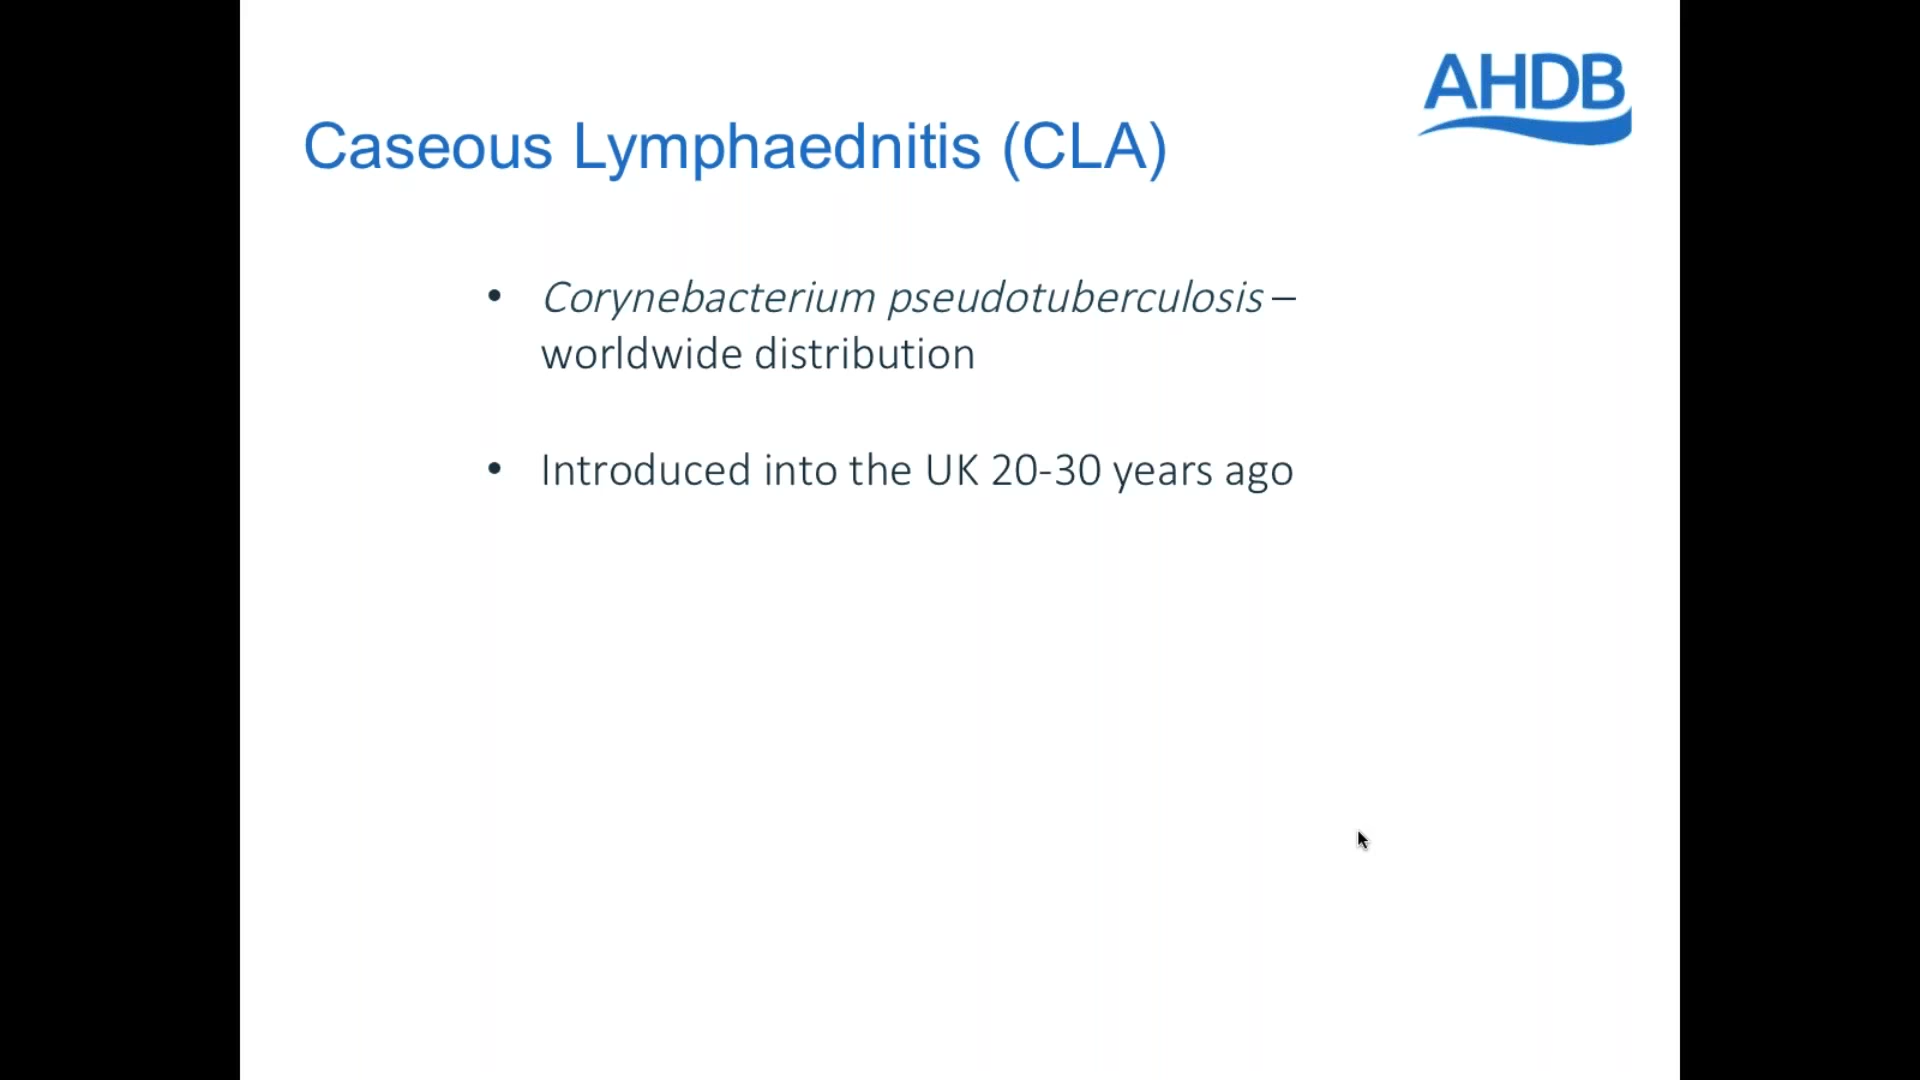 AHDB
Caseous Lymphaednitis (CLA)
• Corynebacterium pseudotuberculosis –
worldwide distribution
• Introduced into the UK 20-30 years ago